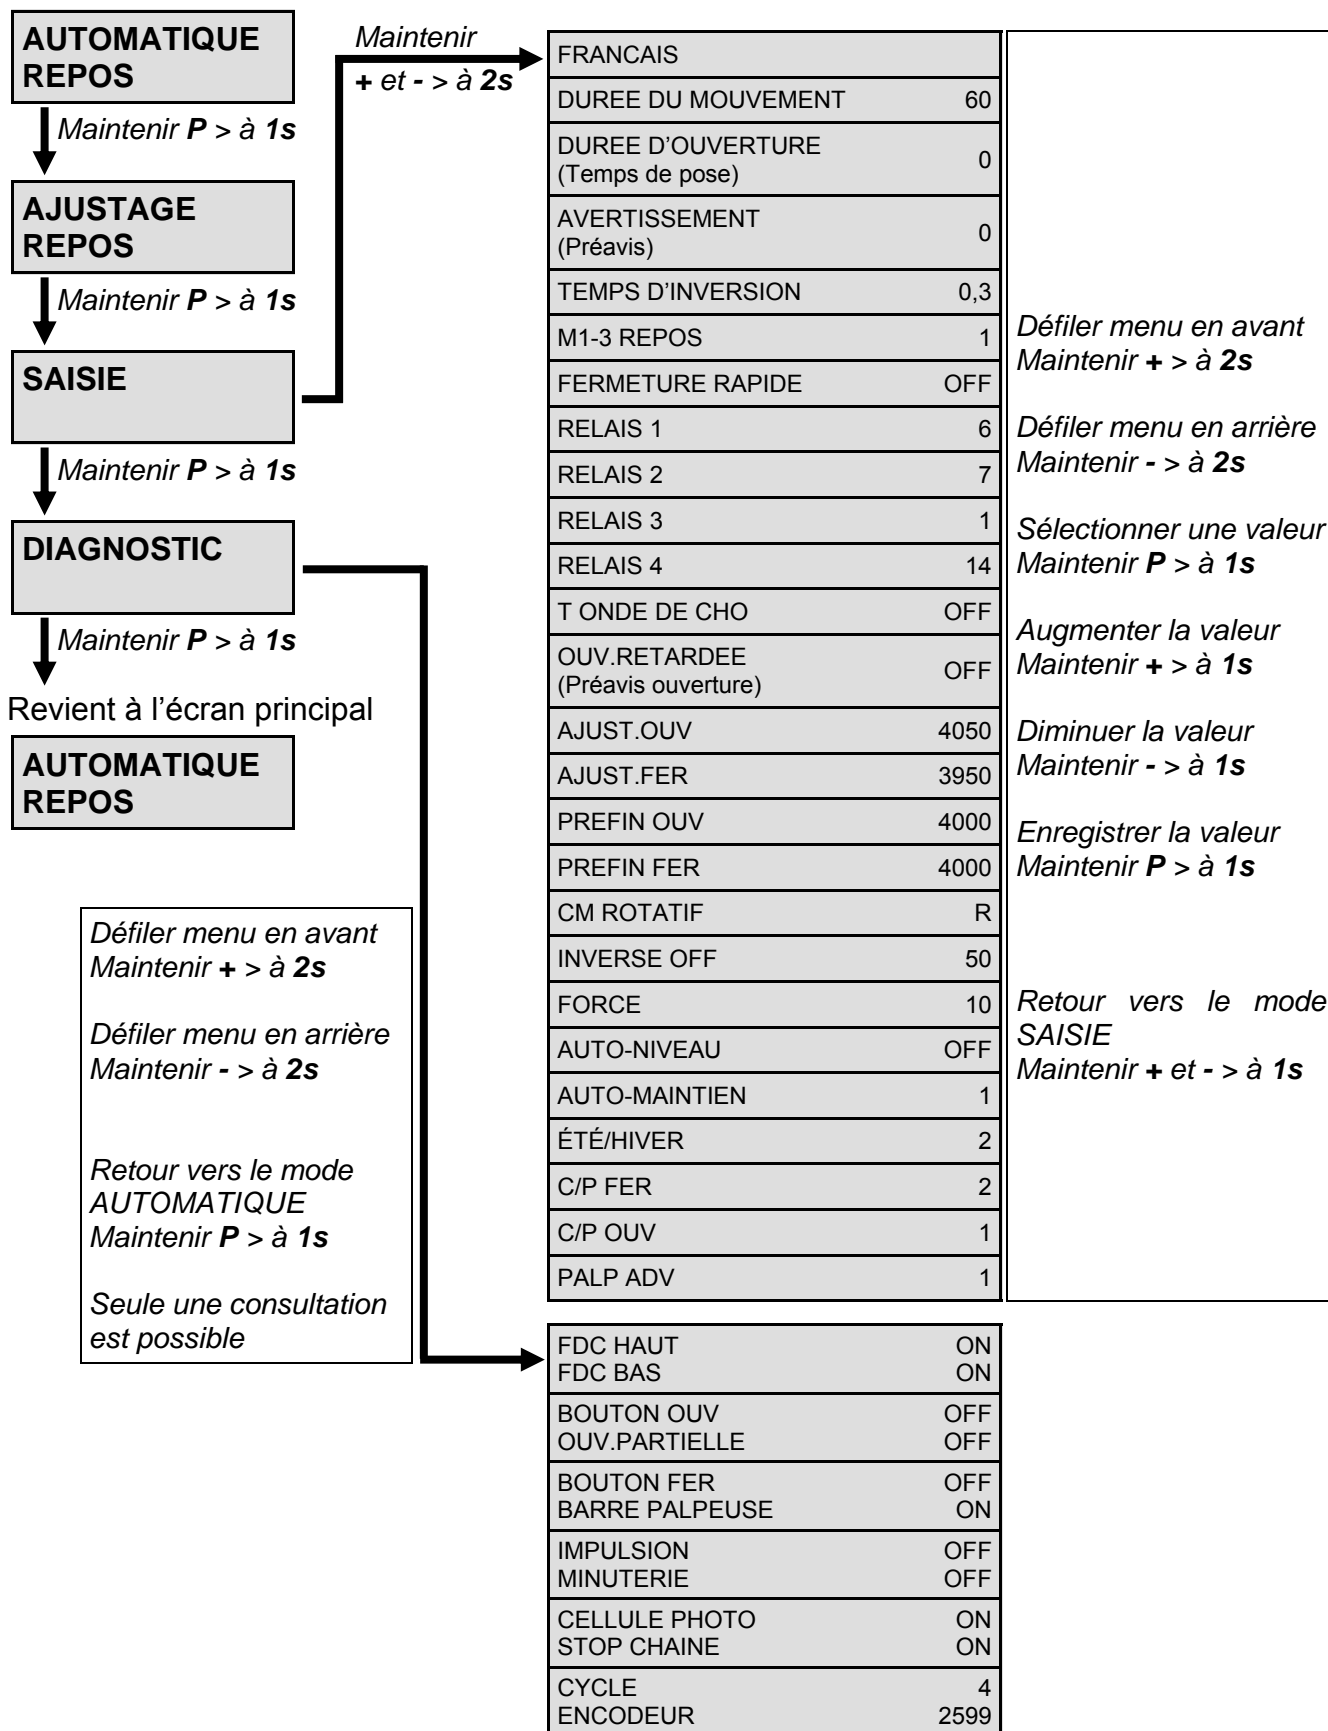 AUTOMATIQUE
REPOS
Maintenir P > à 1s
AJUSTAGE
REPOS
Maintenir P > à 1s
SAISIE
Maintenir P > à 1s
DIAGNOSTIC
Maintenir P > à 1s
Revient à l'écran principal
AUTOMATIQUE
REPOS
Maintenir
+ et - > à 2s
FRANCAIS
DUREE DU MOUVEMENT 60
DUREE D'OUVERTURE
(Temps de pose) 0
AVERTISSEMENT
(Préavis) 0
TEMPS D'INVERSION 0,3
M1-3 REPOS 1
FERMETURE RAPIDE OFF
RELAIS 1 6
RELAIS 2 7
RELAIS 3 1
RELAIS 4 14
T ONDE DE CHO OFF
OUV.RETARDEE
(Préavis ouverture) OFF
AJUST.OUV 4050
AJUST.FER 3950
PREFIN OUV 4000
PREFIN FER 4000
CM ROTATIF R
INVERSE OFF 50
FORCE 10
AUTO-NIVEAU OFF
AUTO-MAINTIEN 1
ÉTÉ/HIVER 2
C/P FER 2
C/P OUV 1
PALP ADV 1
Défiler menu en avant
Maintenir + > à 2s
Défiler menu en arrière
Maintenir - > à 2s
Sélectionner une valeur
Maintenir P > à 1s
Augmenter la valeur
Maintenir + > à 1s
Diminuer la valeur
Maintenir - > à 1s
Enregistrer la valeur
Maintenir P > à 1s
Retour vers le mode
SAISIE
Maintenir + et - > à 1s
Défiler menu en avant
Maintenir + > à 2s
Défiler menu en arrière
Maintenir - > à 2s
Retour vers le mode
AUTOMATIQUE
Maintenir P > à 1s
Seule une consultation
est possible
FDC HAUT ON
FDC BAS ON
BOUTON OUV OFF
OUV.PARTIELLE OFF
BOUTON FER OFF
BARRE PALPEUSE ON
IMPULSION OFF
MINUTERIE OFF
CELLULE PHOTO ON
STOP CHAINE ON
CYCLE 4
ENCODEUR 2599